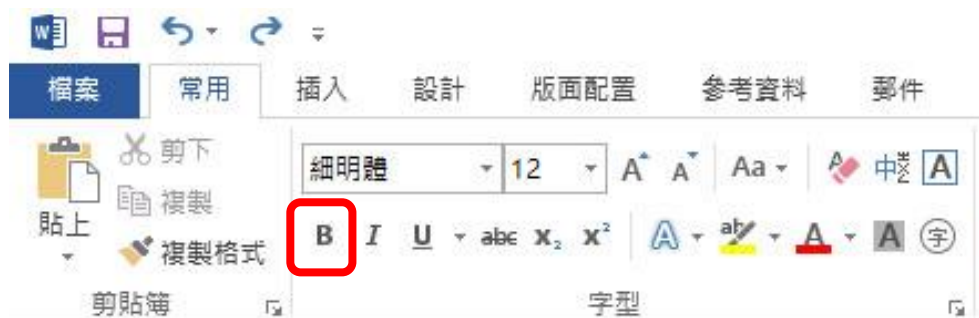 檔案 常用 插入 設計 版面配置 參考資料 郵件
剪下
細明體 12 A A Aa 中 A
複製
貼上
B I U abc X₂ X² A ab A A 字
複製格式
剪貼簿 字型